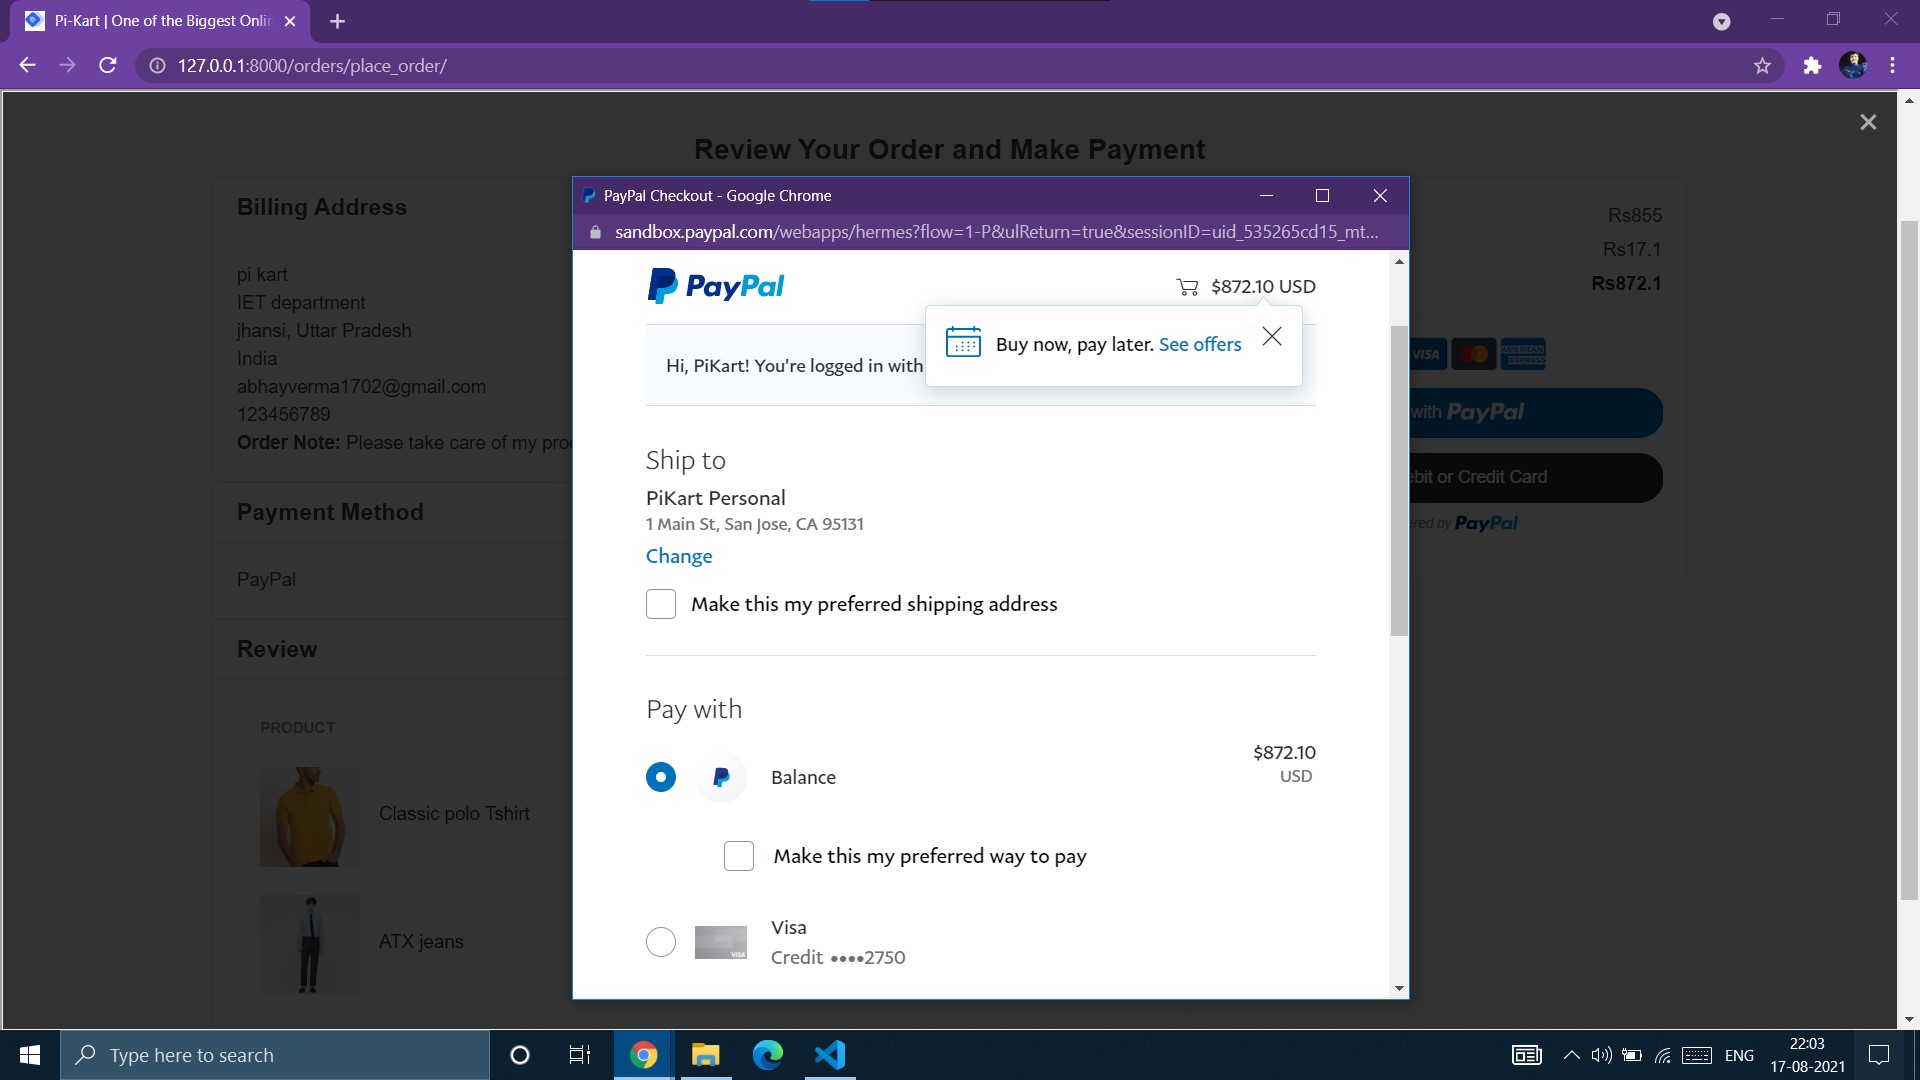 Pi-Kart | One of the Biggest Onlin
127.0.0.1:8000/orders/place_order/
Review Your Order and Make Payment
Billing Address
pi kart
IET department
jhansi, Uttar Pradesh
India
abhayverma1702@gmail.com
123456789
Order Note: Please take care of my
Payment Method
PayPal
Review
PRODUCT
Classic polo Tshirt
ATX jeans
PayPal Checkout - Google Chrome
sandbox.paypal.com/webapps/hermes?flow=1-P&ulReturn=true&sessionID=uid_535265cd15_mt...
PayPal
$872.10 USD
Buy now, pay later. See offers
Hi, PiKart! You're logged in with
Ship to
PiKart Personal
1 Main St, San Jose, CA 95131
Change
Make this my preferred shipping address
Pay with
Balance
$872.10
USD
Make this my preferred way to pay
VISA
Visa
Credit ••••2750
Rs855
Rs17.1
Rs872.1
VISA
AMERICAN EXPRESS
with PayPal
or Credit Card
by PayPal
Type here to search
ENG
22:03
17-08-2021